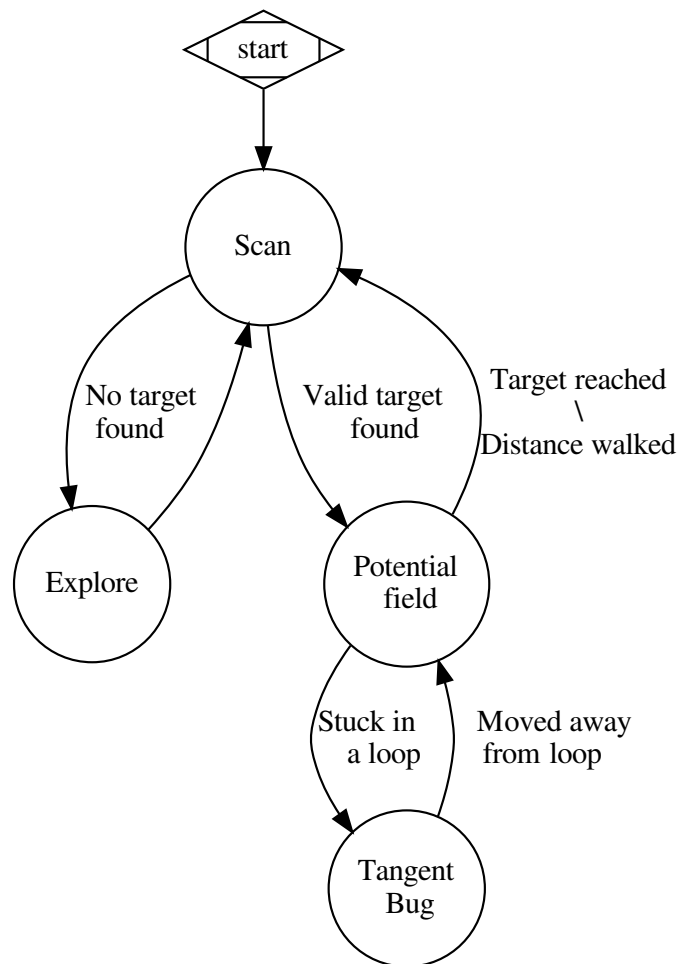 start
Scan
No target
found
Valid target
found
Target reached
\
Distance walked
Explore
Potential
field
Stuck in
a loop
Moved away
from loop
Tangent
Bug